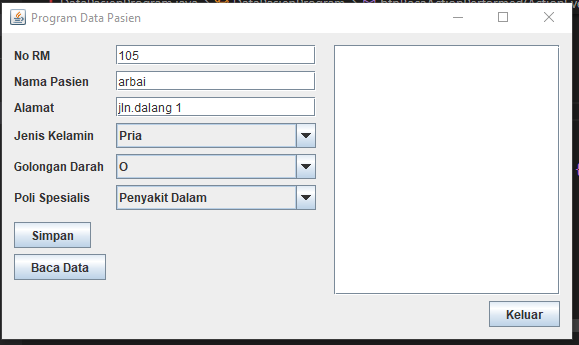 Program Data Pasien
No RM 105
Nama Pasien arbai
Alamat jln.dalang 1
Jenis Kelamin Pria
Golongan Darah O
Poli Spesialis Penyakit Dalam
Simpan
Baca Data
Keluar